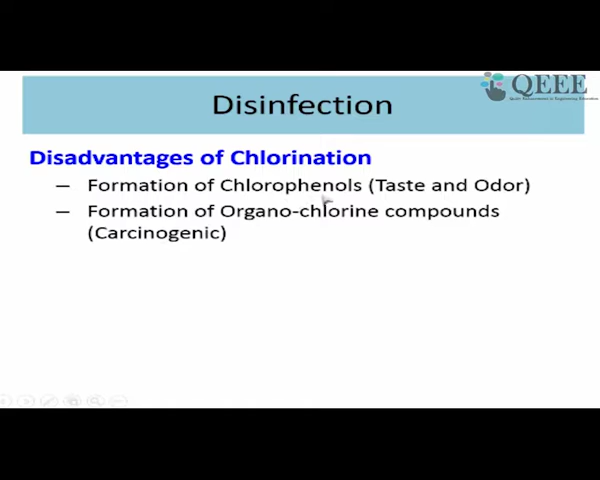 QEEE
Disinfection
Disadvantages of Chlorination
— Formation of Chlorophenols (Taste and Odor)
— Formation of Organo-chlorine compounds
(Carcinogenic)